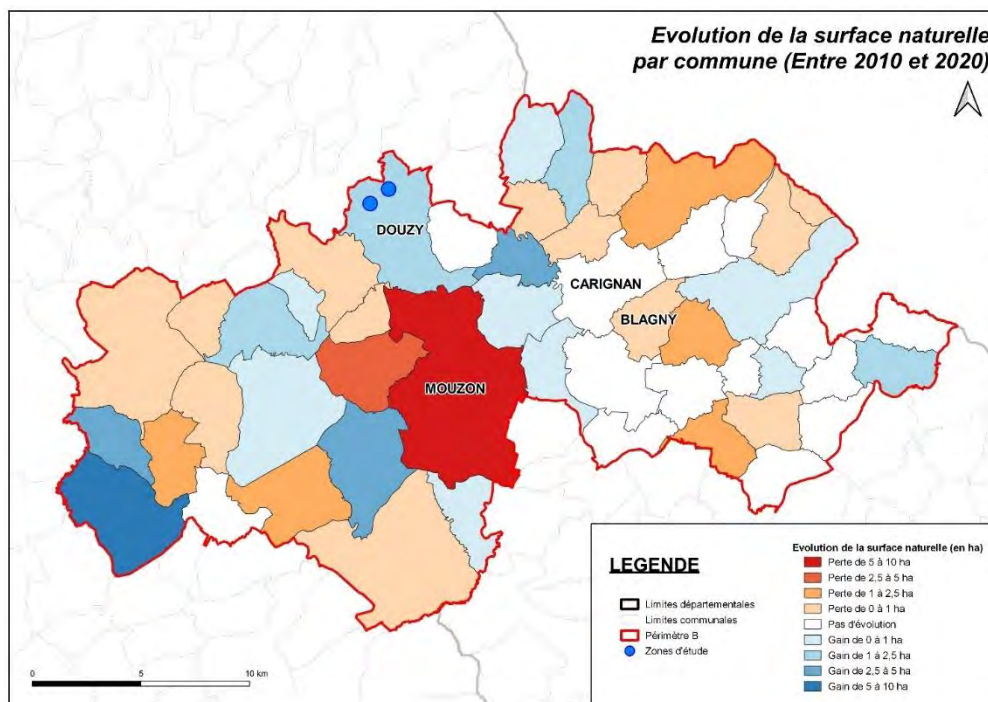 Evolution de la surface naturelle
par commune (Entre 2010 et 2020)
DOUZY
CARIGNAN
BLAGNY
MOUZON
LEGENDE
Limites départementales
Limites communales
Périmètre B
Zones d'étude
Evolution de la surface naturelle (en ha)
Perte de 5 à 10 ha
Perte de 2,5 à 5 ha
Perte de 1 à 2,5 ha
Perte de 0 à 1 ha
Pas d'évolution
Gain de 0 à 1 ha
Gain de 1 à 2,5 ha
Gain de 2,5 à 5 ha
Gain de 5 à 10 ha
0 5 10 km